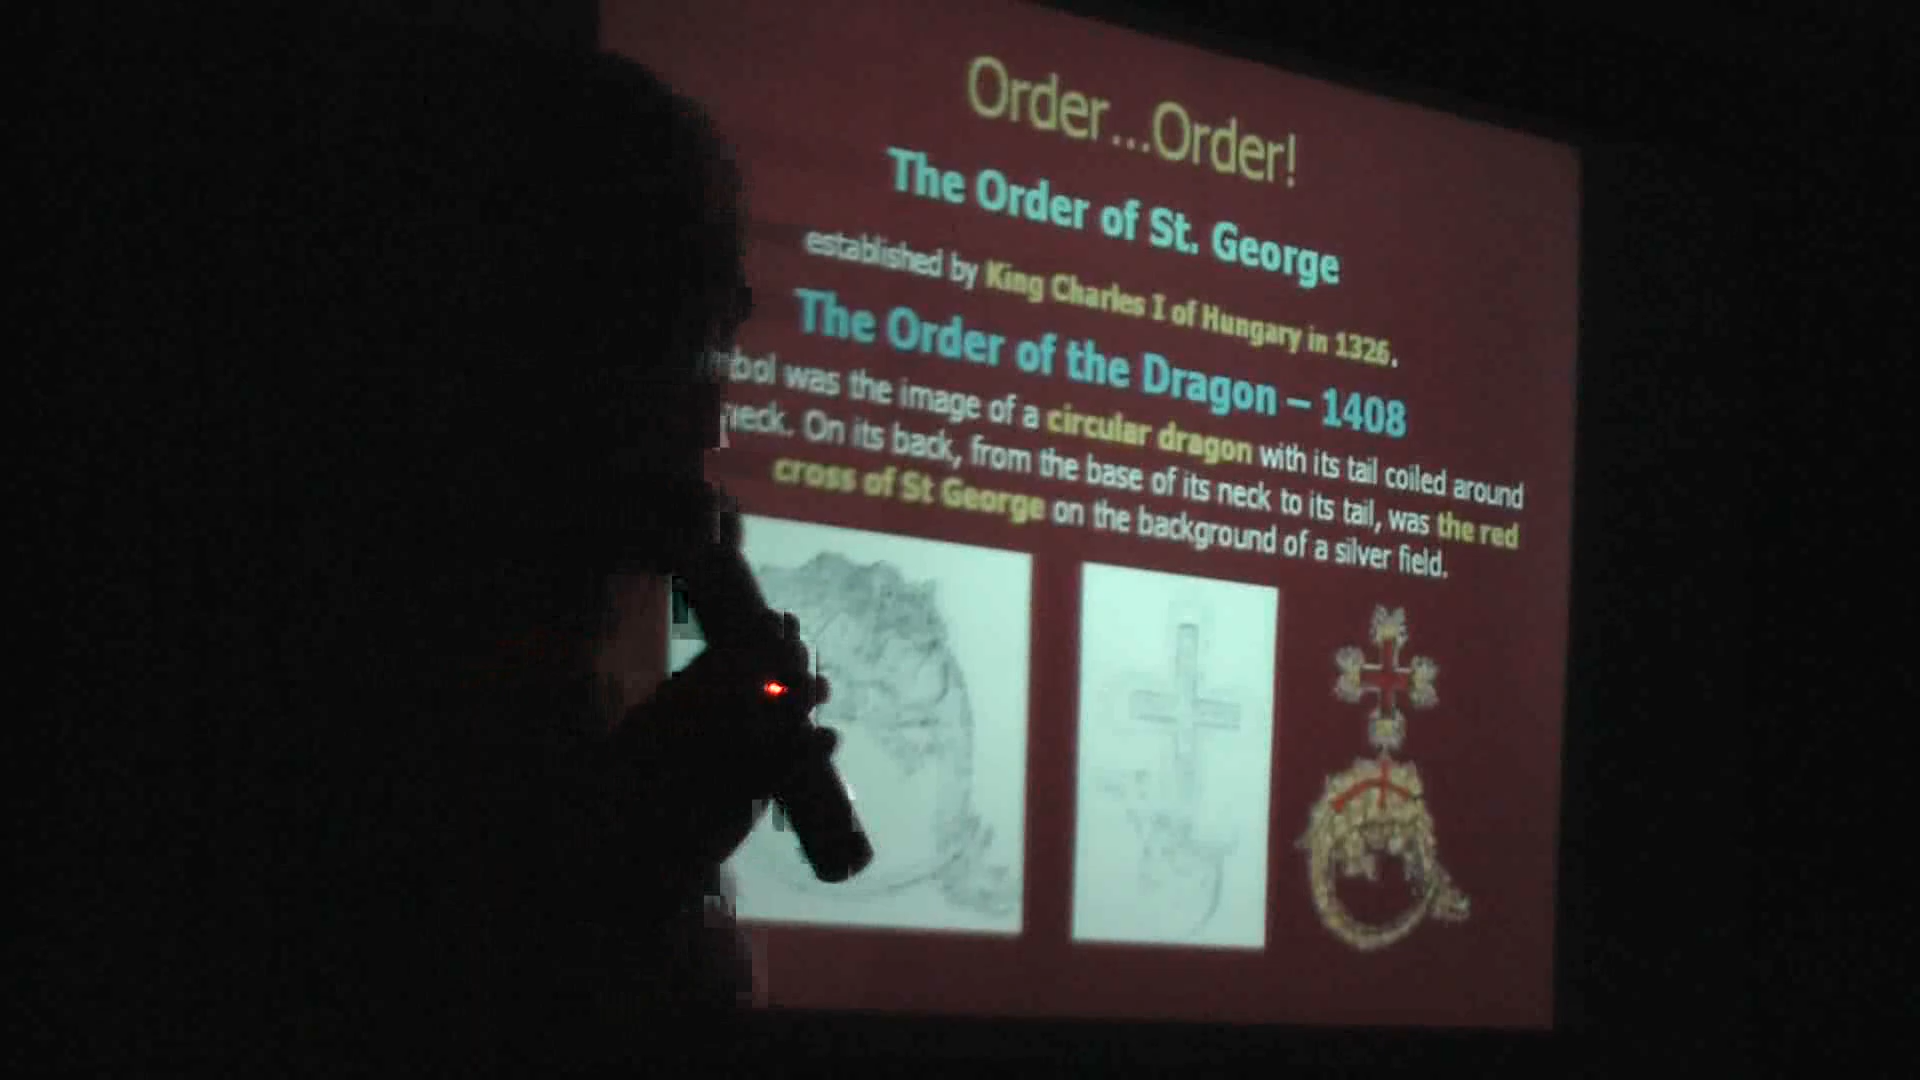 Order...Order!
The Order of St. George
established by King Charles I of Hungary in 1326.
The Order of the Dragon – 1408
was the image of a circular dragon with its tail coiled around
neck. On its back, from the base of its neck to its tail, was the red
cross of St George on the background of a silver field.